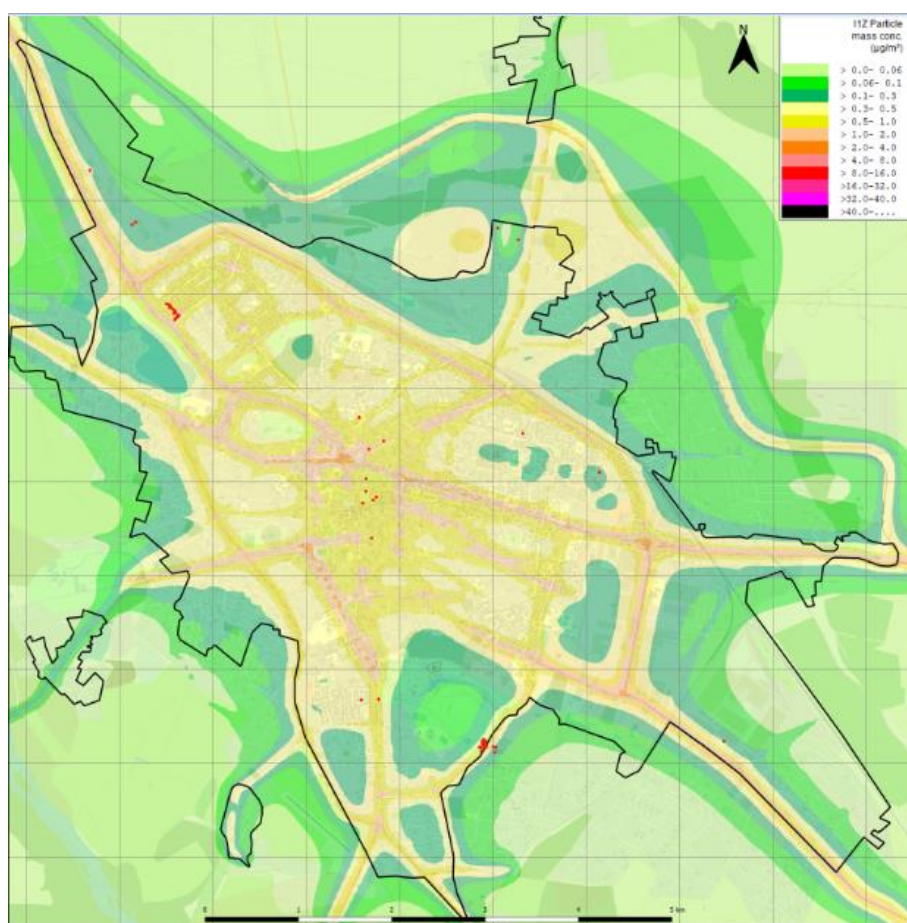 I1Z Particle
mass conc.
(µg/m³)
> 0.0- 0.06
> 0.06- 0.1
> 0.1- 0.3
> 0.3- 0.5
> 0.5- 1.0
> 1.0- 2.0
> 2.0- 4.0
> 4.0- 8.0
> 8.0-16.0
>16.0-32.0
>32.0-40.0
>40.0-....
N
0 1 2 3 4 5 km